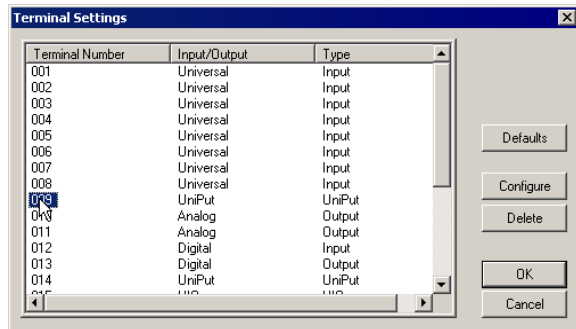 Terminal Settings
Terminal Number Input/Output Type
001 Universal Input
002 Universal Input
003 Universal Input
004 Universal Input
005 Universal Input
006 Universal Input
007 Universal Input
008 Universal Input
009 UniPut UniPut
010 Analog Output
011 Analog Output
012 Digital Input
013 Digital Output
014 UniPut UniPut
Defaults
Configure
Delete
OK
Cancel